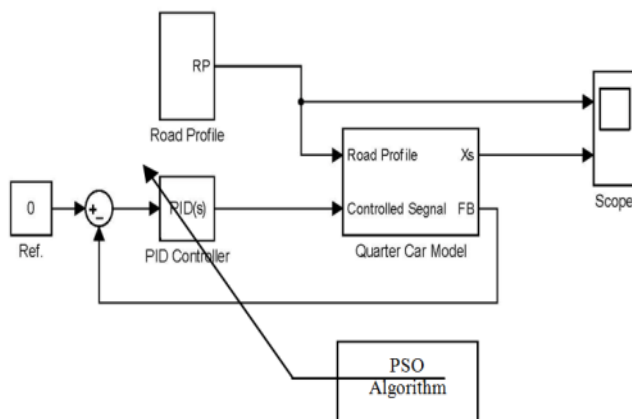 RP
Road Profile
Road Profile
Xs
Controlled Segnal
FB
Quarter Car Model
Scope
0
Ref.
+
-
PID(s)
PID Controller
PSO
Algorithm